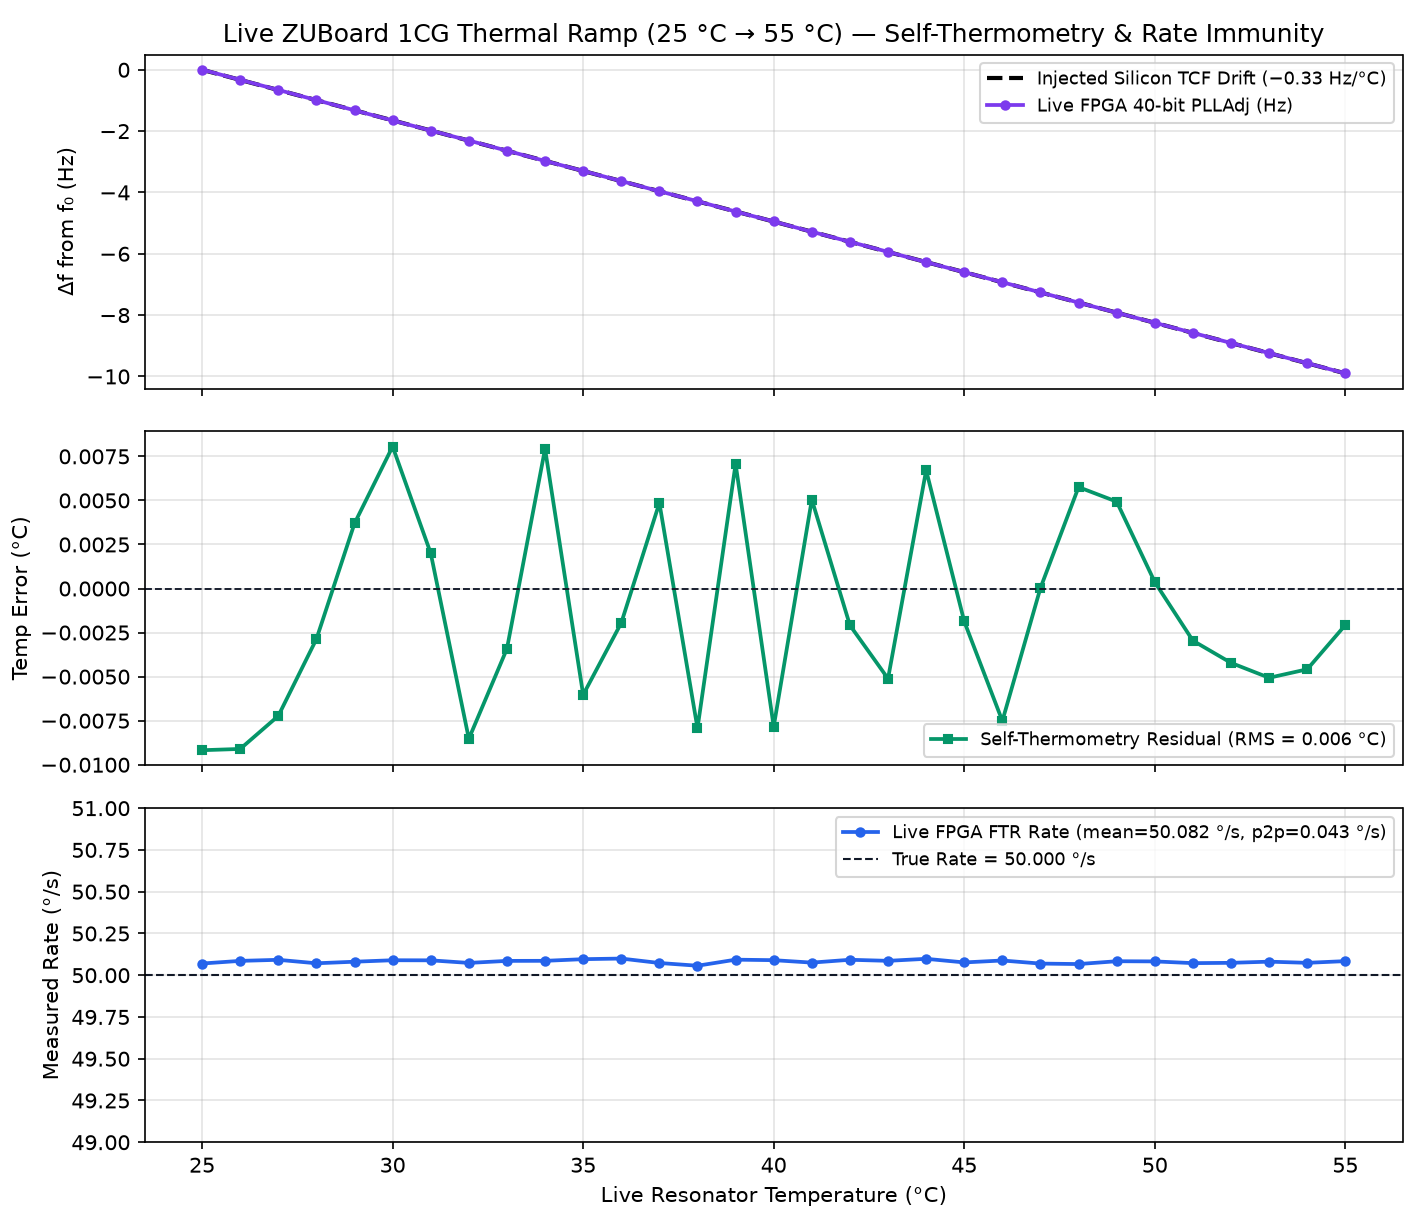 Live ZUBoard 1CG Thermal Ramp (25 °C → 55 °C) — Self-Thermometry & Rate Immunity
0
−2
−4
−6
−8
−10
Δf from f₀ (Hz)
Injected Silicon TCF Drift (−0.33 Hz/°C)
Live FPGA 40-bit PLLAdj (Hz)
0.0075
0.0050
0.0025
0.0000
−0.0025
−0.0050
−0.0075
−0.0100
Temp Error (°C)
Self-Thermometry Residual (RMS = 0.006 °C)
51.00
50.75
50.50
50.25
50.00
49.75
49.50
49.25
49.00
Measured Rate (°/s)
Live FPGA FTR Rate (mean=50.082 °/s, p2p=0.043 °/s)
True Rate = 50.000 °/s
25 30 35 40 45 50 55
Live Resonator Temperature (°C)